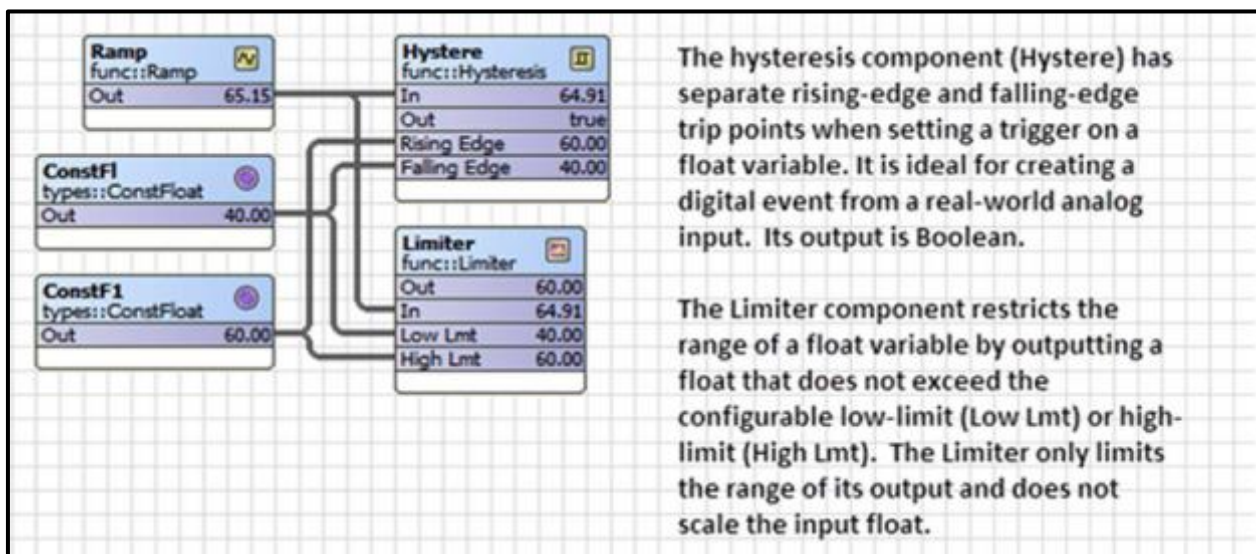 Ramp
func::Ramp
Out 65.15
ConstFl
types::ConstFloat
Out 40.00
ConstF1
types::ConstFloat
Out 60.00
Hystere
func::Hysteresis
In 64.91
Out true
Rising Edge 60.00
Falling Edge 40.00
Limiter
func::Limiter
Out 60.00
In 64.91
Low Lmt 40.00
High Lmt 60.00
The hysteresis component (Hystere) has
separate rising-edge and falling-edge
trip points when setting a trigger on a
float variable. It is ideal for creating a
digital event from a real-world analog
input.  Its output is Boolean.
The Limiter component restricts the
range of a float variable by outputting a
float that does not exceed the
configurable low-limit (Low Lmt) or high-
limit (High Lmt).  The Limiter only limits
the range of its output and does not
scale the input float.